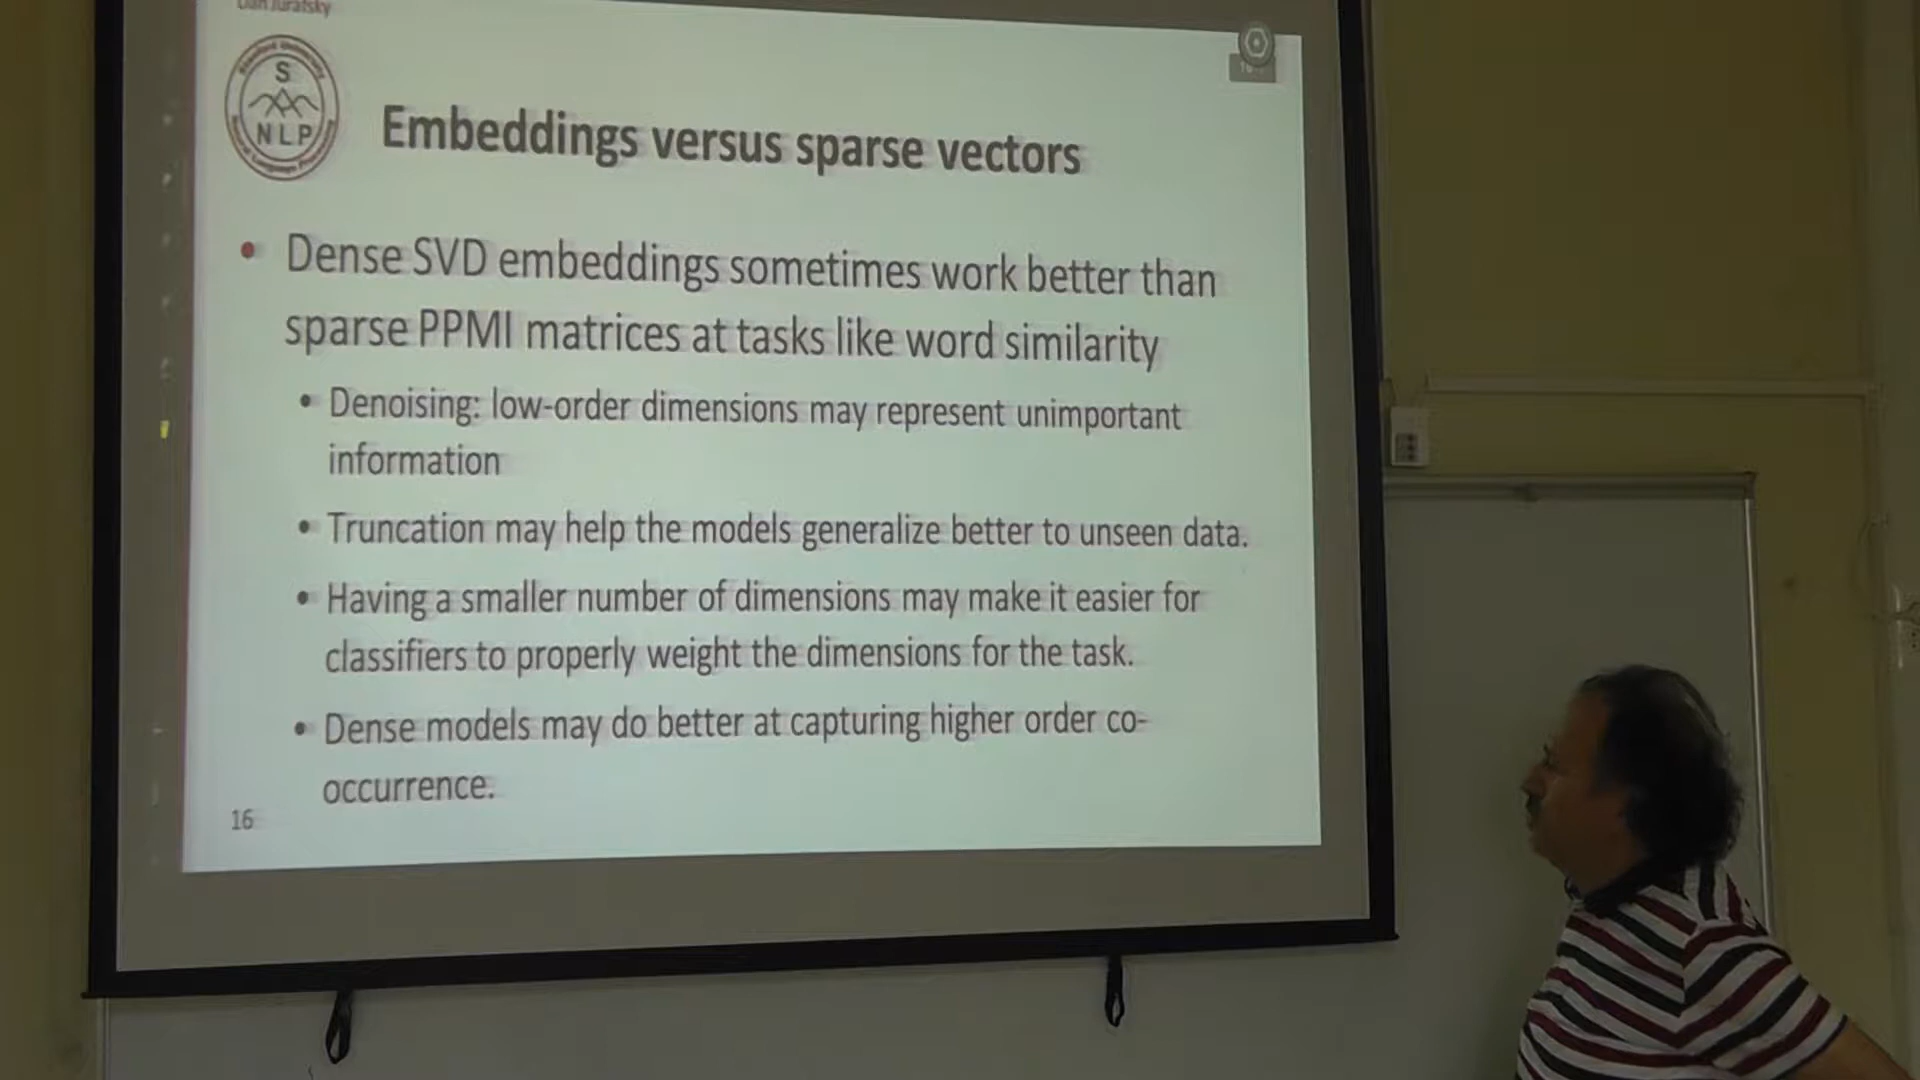 Dan Jurafsky
S
NLP
Embeddings versus sparse vectors
• Dense SVD embeddings sometimes work better than
sparse PPMI matrices at tasks like word similarity
• Denoising: low-order dimensions may represent unimportant
information
• Truncation may help the models generalize better to unseen data.
• Having a smaller number of dimensions may make it easier for
classifiers to properly weight the dimensions for the task.
• Dense models may do better at capturing higher order co-
occurrence.
16